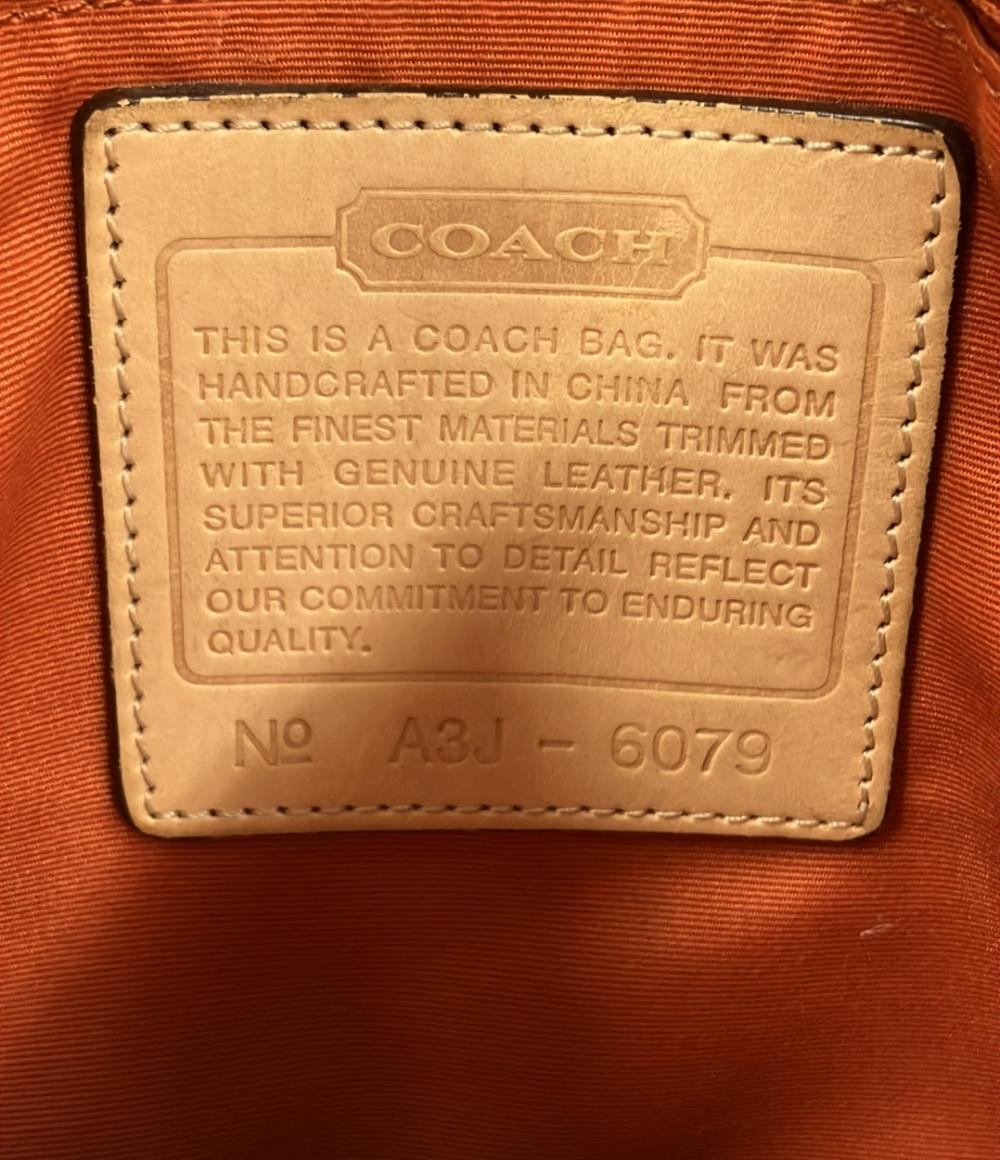 COACH
THIS IS A COACH BAG. IT WAS
HANDCRAFTED IN CHINA FROM
THE FINEST MATERIALS TRIMMED
WITH GENUINE LEATHER. ITS
SUPERIOR CRAFTSMANSHIP AND
ATTENTION TO DETAIL REFLECT
OUR COMMITMENT TO ENDURING
QUALITY.
Nº A3J - 6079